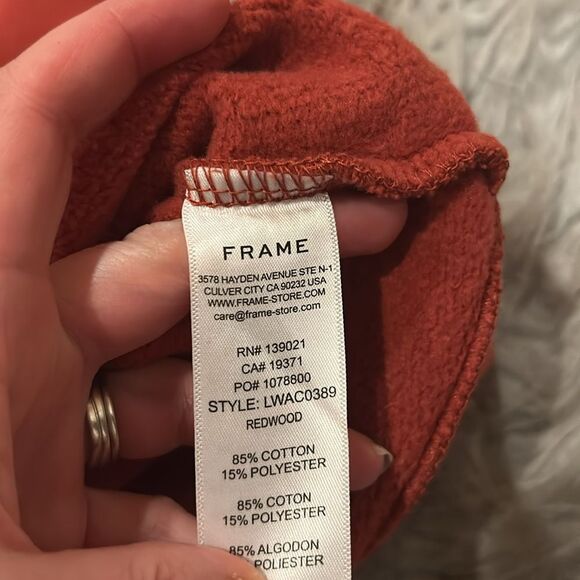 FRAME
3578 HAYDEN AVENUE STE N-1
CULVER CITY CA 90232 USA
WWW.FRAME-STORE.COM
care@frame-store.com
RN# 139021
CA# 19371
PO# 1078800
STYLE: LWAC0389
REDWOOD
85% COTTON
15% POLYESTER
85% COTON
15% POLYESTER
85% ALGODON
POLIESTER